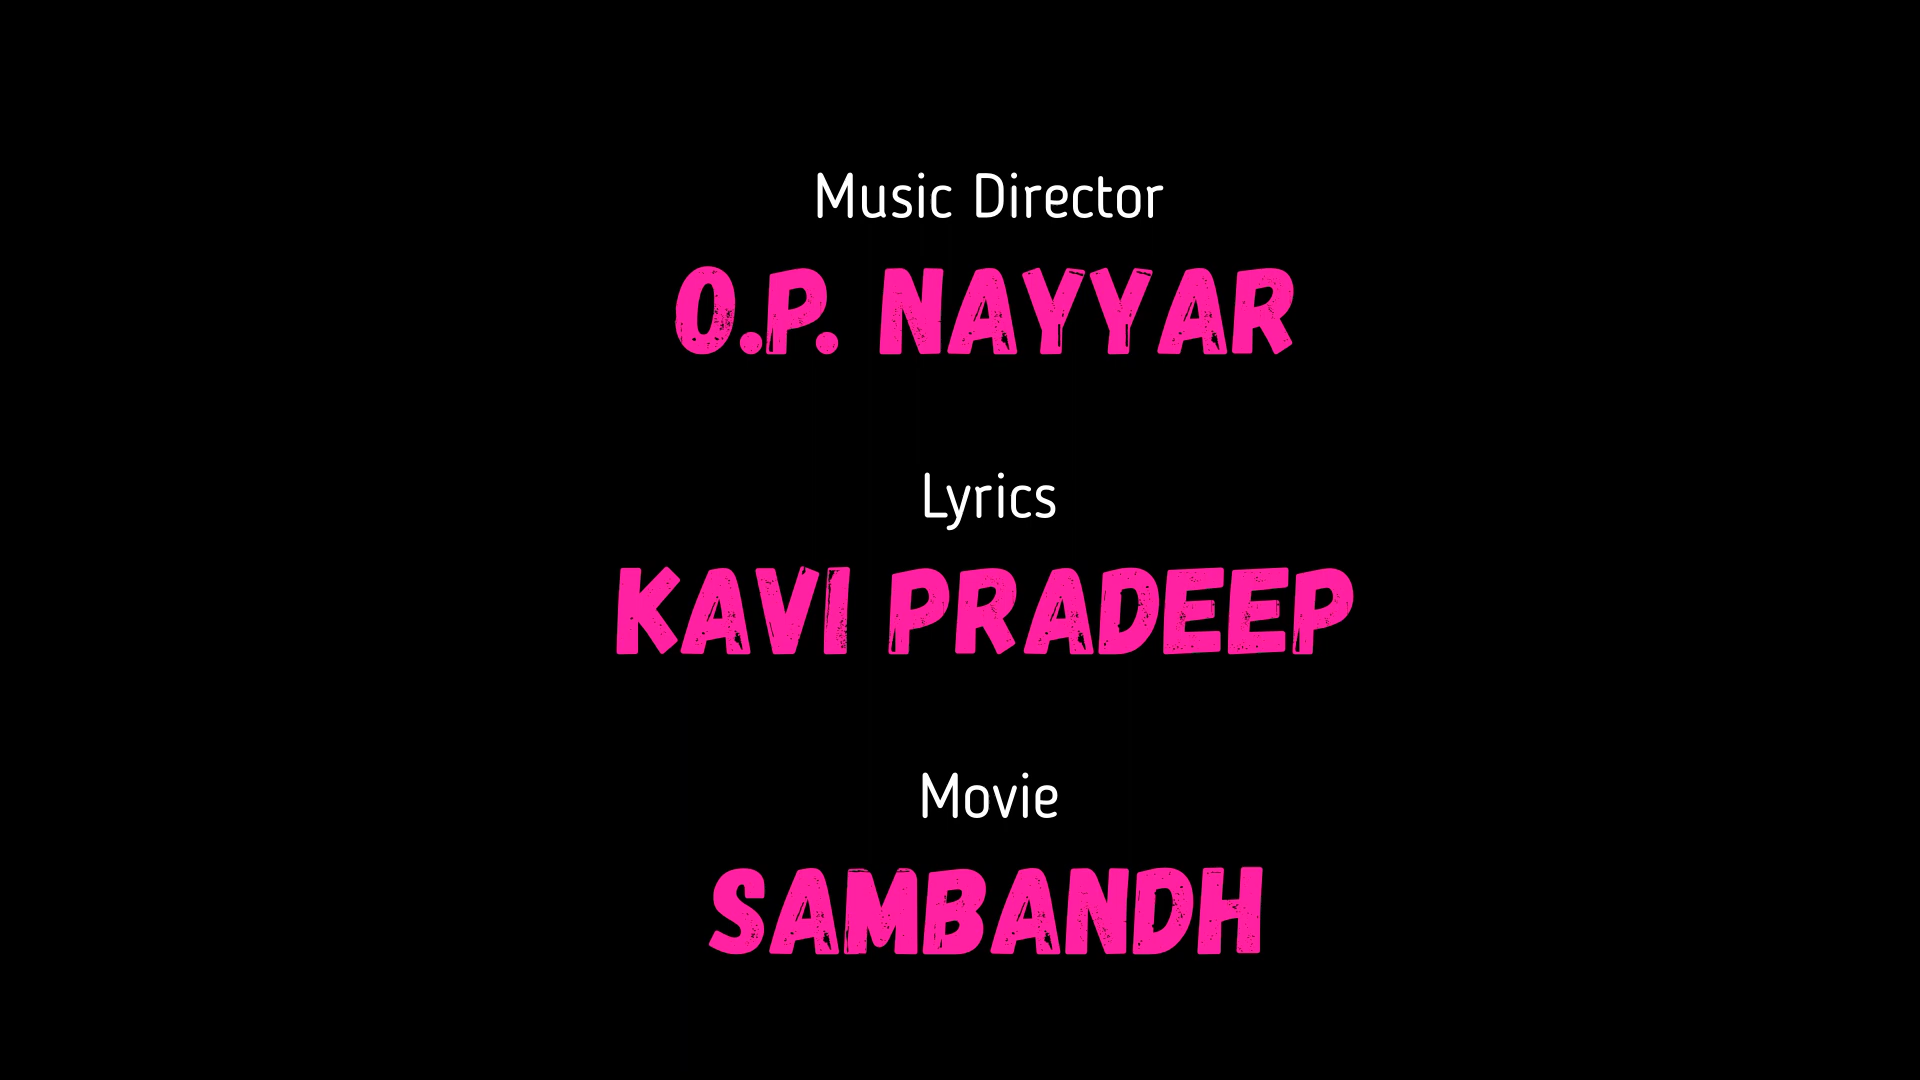 Music Director
O.P. NAYYAR
Lyrics
KAVI PRADEEP
Movie
SAMBANDH